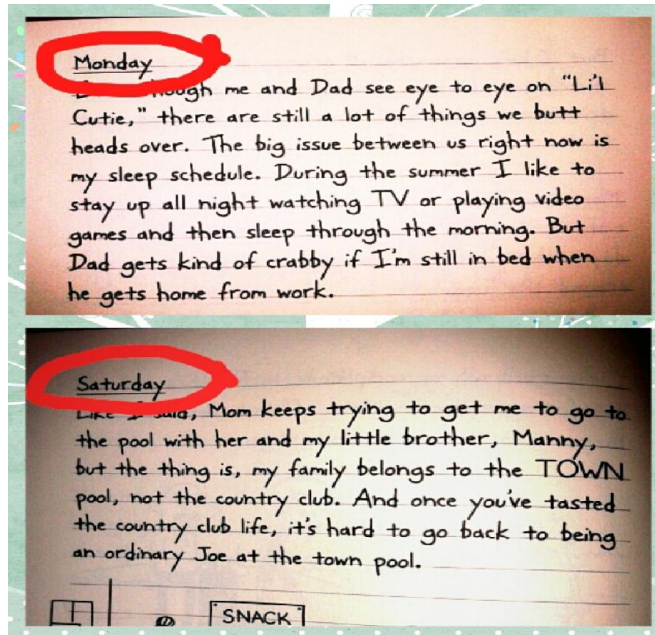 Monday
though me and Dad see eye to eye on "Li'l
Cutie," there are still a lot of things we butt
heads over. The big issue between us right now is
my sleep schedule. During the summer I like to
stay up all night watching TV or playing video
games and then sleep through the morning. But
Dad gets kind of crabby if I'm still in bed when
he gets home from work.
Saturday
Like I said, Mom keeps trying to get me to go to
the pool with her and my little brother, Manny,
but the thing is, my family belongs to the TOWN
pool, not the country club. And once you've tasted
the country club life, it's hard to go back to being
an ordinary Joe at the town pool.
SNACK